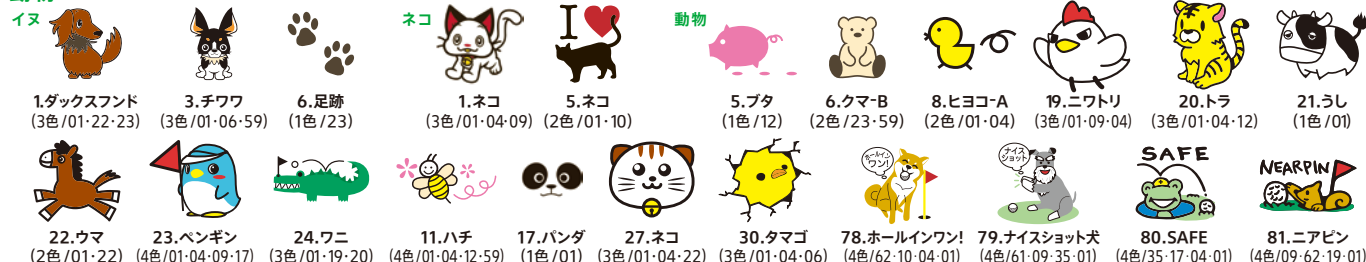 イヌ
ネコ
動物
I
1.ダックスフンド
(3色/01・22・23)
3.チワワ
(3色/01・06・59)
6.足跡
(1色/23)
1.ネコ
(3色/01・04・09)
5.ネコ
(2色/01・10)
5.ブタ
(1色/12)
6.クマ-B
(2色/23・59)
8.ヒヨコ-A
(2色/01・04)
19.ニワトリ
(3色/01・09・04)
20.トラ
(3色/01・04・12)
21.うし
(1色/01)
ホールイン
ワン!
ナイス
ショット
SAFE
NEARPIN
22.ウマ
(2色/01・22)
23.ペンギン
(4色/01・04・09・17)
24.ワニ
(3色/01・19・20)
11.ハチ
(4色/01・04・12・59)
17.パンダ
(1色/01)
27.ネコ
(3色/01・04・22)
30.タマゴ
(3色/01・04・06)
78.ホールインワン!
(4色/62・10・04・01)
79.ナイスショット犬
(4色/61・09・35・01)
80.SAFE
(4色/35・17・04・01)
81.ニアピン
(4色/09・62・19・01)